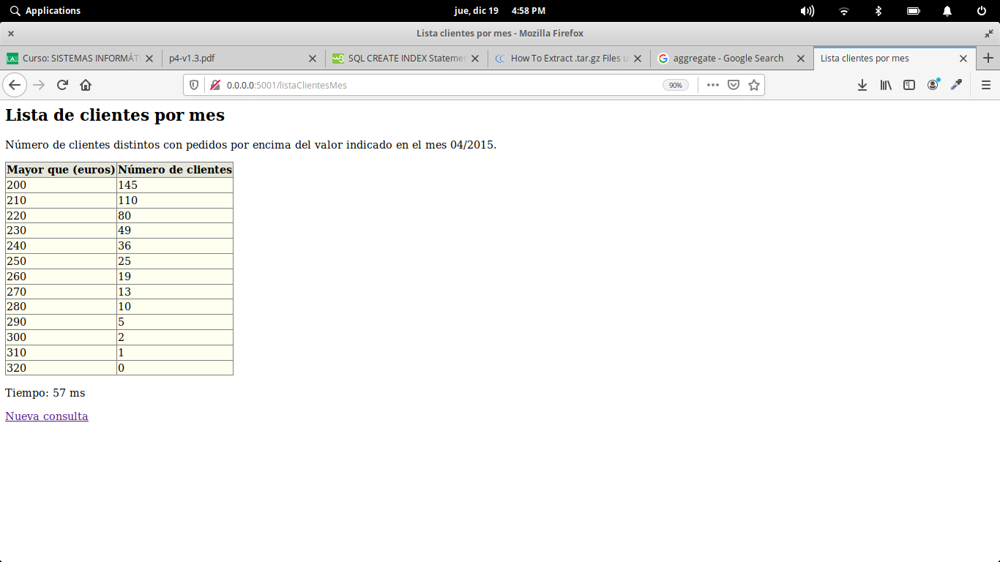 Applications
jue, dic 19 4:58 PM
Lista clientes por mes - Mozilla Firefox
Curso: SISTEMAS INFORMÁTI
p4-v1.3.pdf
SQL CREATE INDEX Statemen
How To Extract .tar.gz Files u
aggregate - Google Search
Lista clientes por mes
0.0.0.0:5001/listaClientesMes
90%
Lista de clientes por mes
Número de clientes distintos con pedidos por encima del valor indicado en el mes 04/2015.
Mayor que (euros) Número de clientes
200 145
210 110
220 80
230 49
240 36
250 25
260 19
270 13
280 10
290 5
300 2
310 1
320 0
Tiempo: 57 ms
Nueva consulta